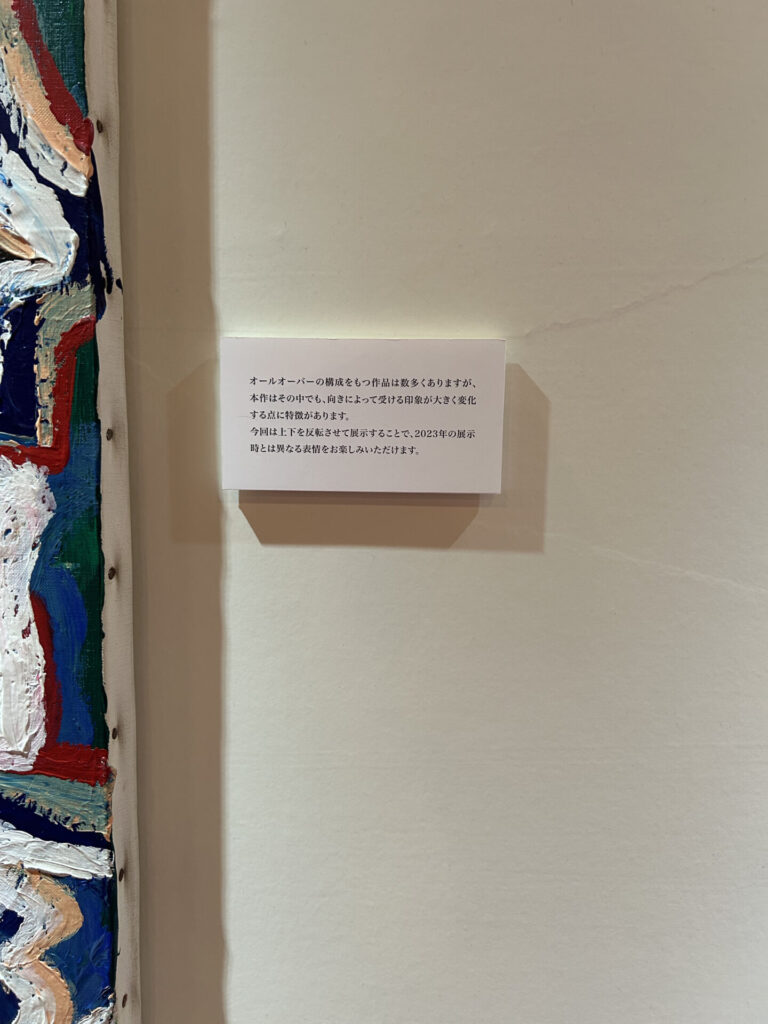 オールオーバーの構成をもつ作品は数多くありますが、
本作はその中でも、向きによって受ける印象が大きく変化
する点に特徴があります。
今回は上下を反転させて展示することで、2023年の展示
時とは異なる表情をお楽しみいただけます。